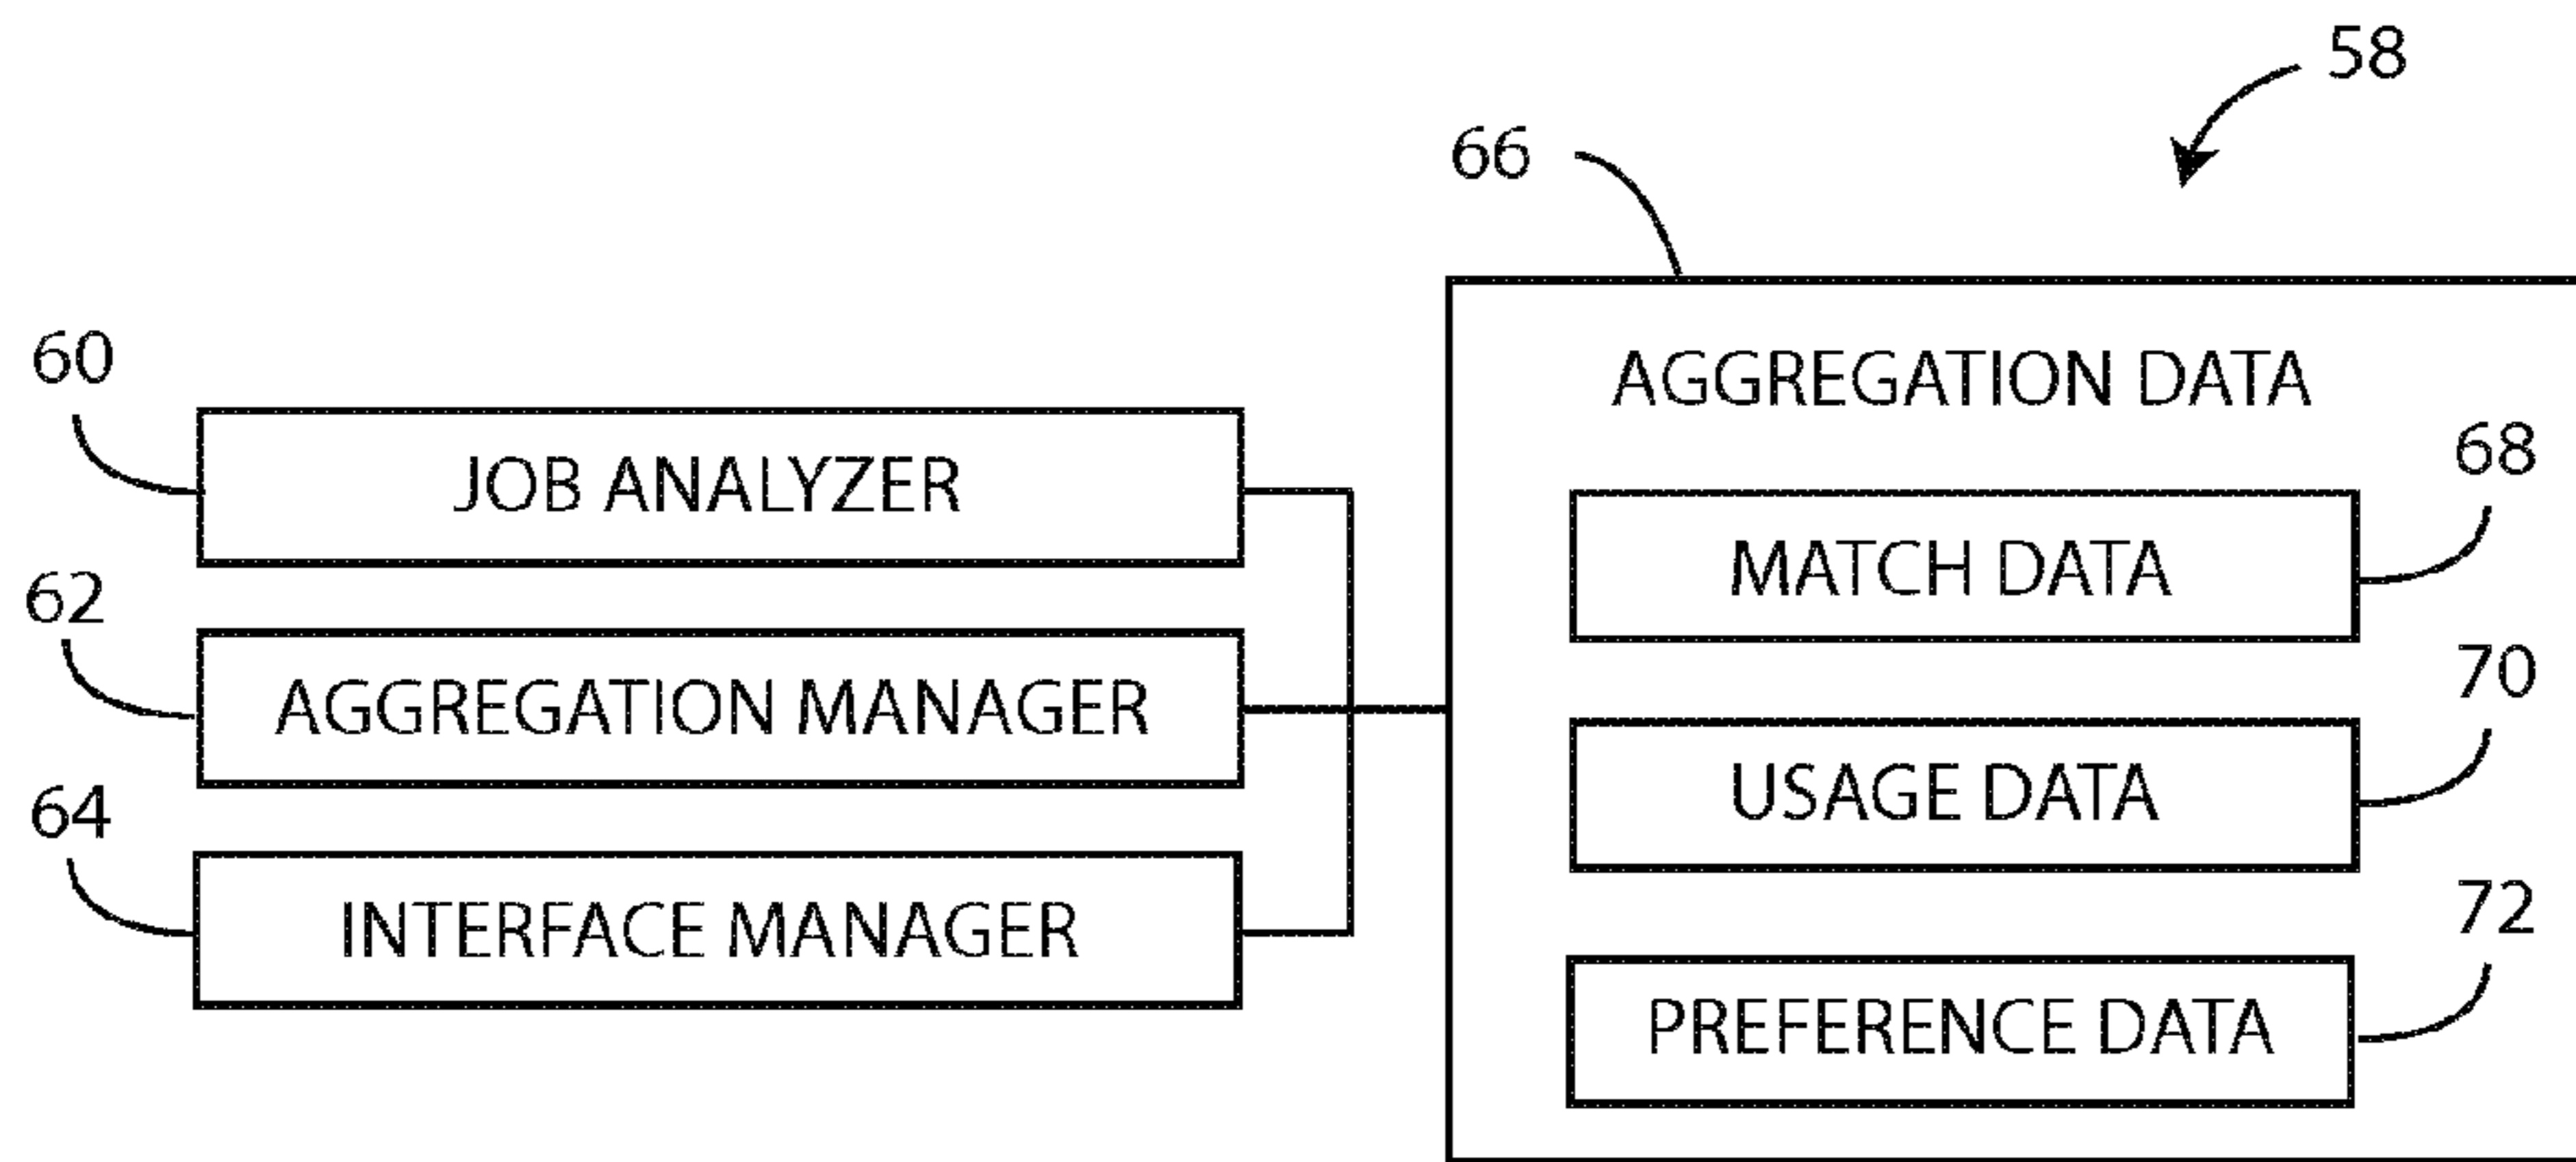 58
66
60
AGGREGATION DATA
68
JOB ANALYZER
MATCH DATA
62
70
AGGREGATION MANAGER
USAGE DATA
64
72
INTERFACE MANAGER
PREFERENCE DATA